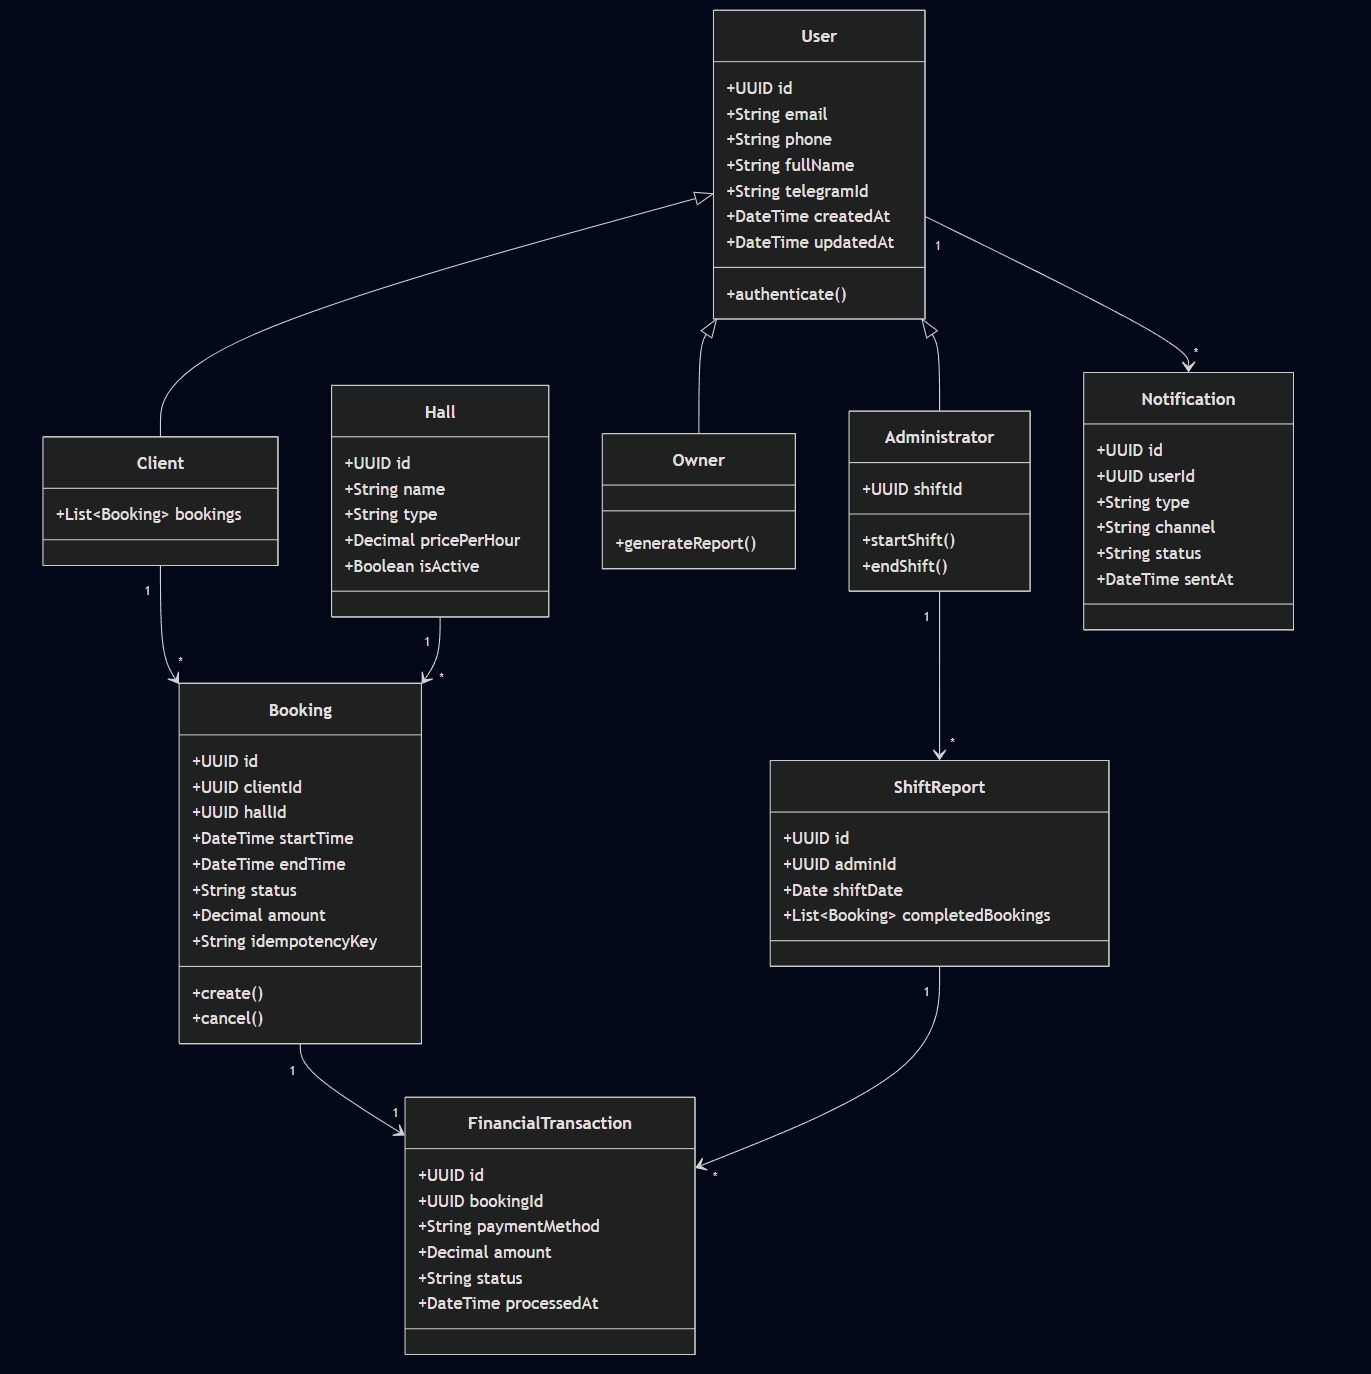 User
+UUID id
+String email
+String phone
+String fullName
+String telegramId
+DateTime createdAt
+DateTime updatedAt
+authenticate()
1
*
Client
+List<Booking> bookings
1
*
Hall
+UUID id
+String name
+String type
+Decimal pricePerHour
+Boolean isActive
1
*
Owner
+generateReport()
Administrator
+UUID shiftId
+startShift()
+endShift()
1
*
Notification
+UUID id
+UUID userId
+String type
+String channel
+String status
+DateTime sentAt
Booking
+UUID id
+UUID clientId
+UUID hallId
+DateTime startTime
+DateTime endTime
+String status
+Decimal amount
+String idempotencyKey
+create()
+cancel()
1
1
ShiftReport
+UUID id
+UUID adminId
+Date shiftDate
+List<Booking> completedBookings
1
*
FinancialTransaction
+UUID id
+UUID bookingId
+String paymentMethod
+Decimal amount
+String status
+DateTime processedAt